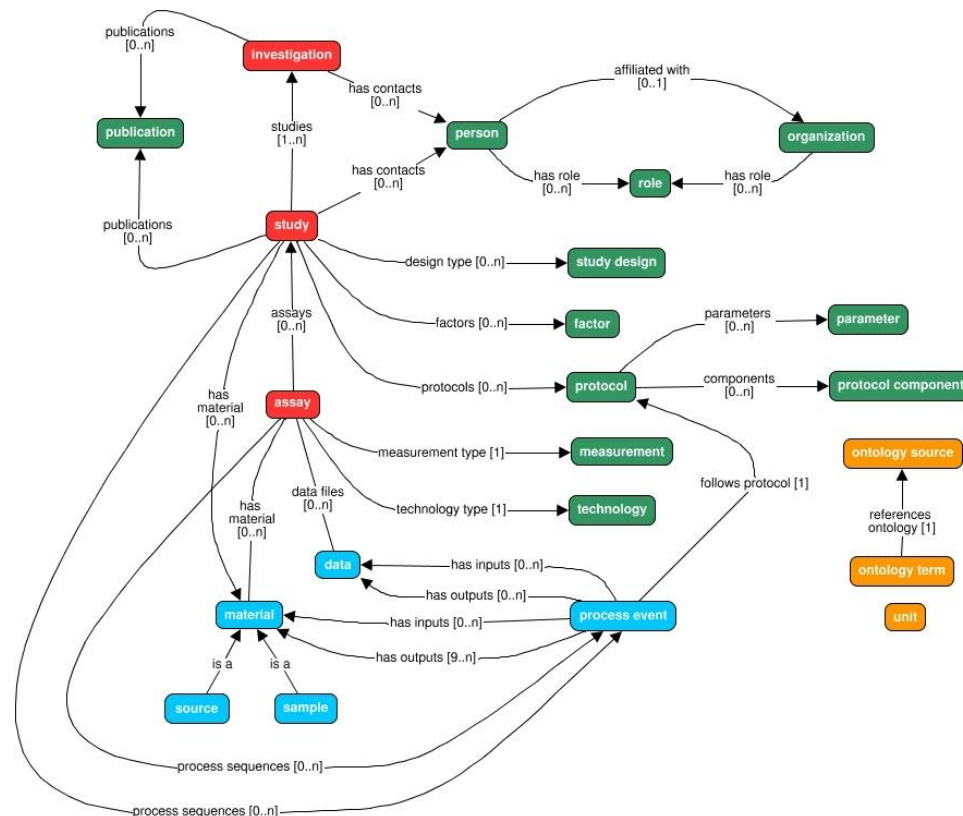 publications
[0..n]
investigation
has contacts
[0..n]
affiliated with
[0..1]
publication
studies
[1..n]
person
organization
has contacts
[0..n]
has role
[0..n]
role
has role
[0..n]
publications
[0..n]
study
design type [0..n]
study design
assays
[0..n]
factors [0..n]
factor
parameters
[0..n]
parameter
has
material
[0..n]
protocols [0..n]
protocol
components
[0..n]
protocol component
assay
measurement type [1]
measurement
ontology source
data files
[0..n]
follows protocol [1]
has
material
[0..n]
technology type [1]
technology
references
ontology [1]
data
has inputs [0..n]
ontology term
has outputs [0..n]
material
has inputs [0..n]
process event
unit
has outputs [9..n]
is a
is a
source
sample
process sequences [0..n]
process sequences [0..n]